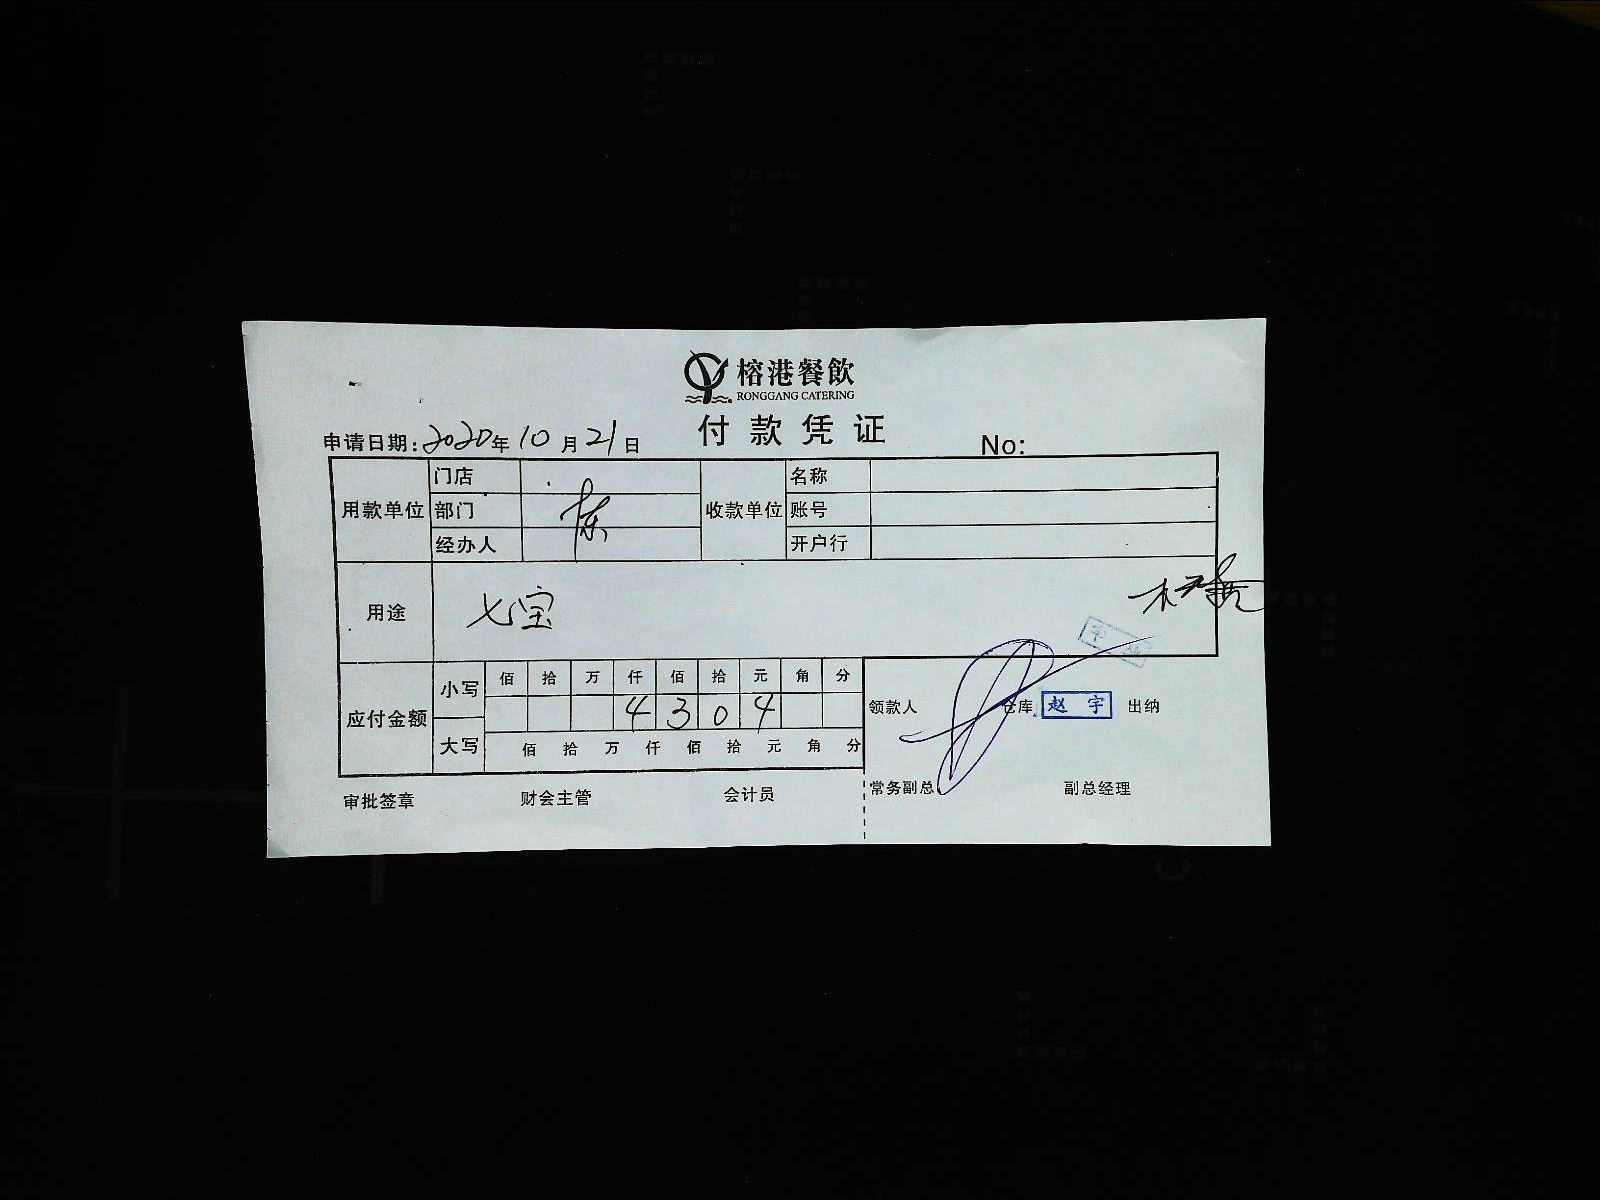 榕港餐飲
RONGGANG CATERING
付款凭证
申请日期:2020年10月21日
No:
用款单位 门店 收款单位 名称
部门 账号
经办人 开户行
用途 七宝
应付金额 小写 佰 拾 万 仟 佰 拾 元 角 分
4 3 0 4
大写 佰 拾 万 仟 佰 拾 元 角 分
领款人 仓库 赵宇 出纳
审批签章 财会主管 会计员 常务副总 副总经理